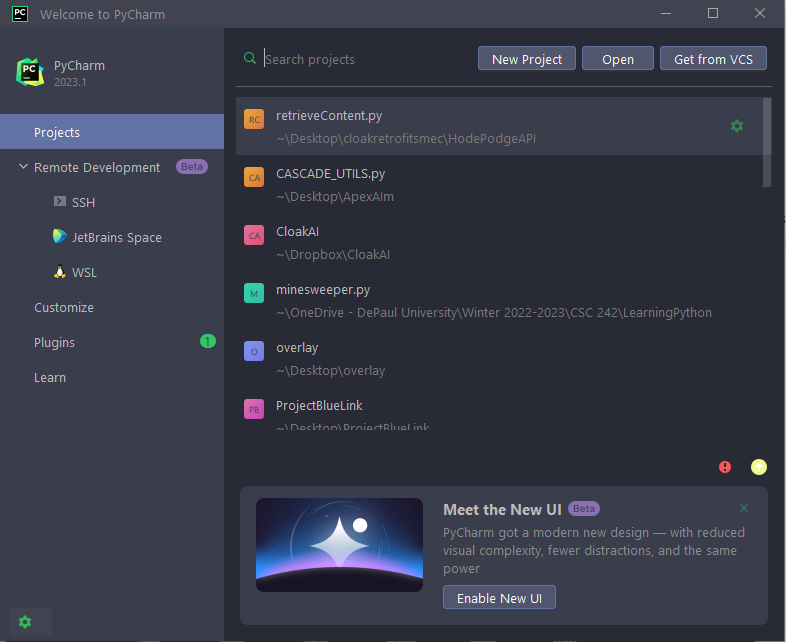 PC Welcome to PyCharm
PC
PyCharm
2023.1
Projects
Remote Development Beta
SSH
JetBrains Space
WSL
Customize
Plugins 1
Learn
Search projects
New Project
Open
Get from VCS
RC retrieveContent.py
~\Desktop\cloakretrofitsmec\HodePodgeAPI
CA CASCADE_UTILS.py
~\Desktop\ApexAIm
CA CloakAI
~\Dropbox\CloakAI
M minesweeper.py
~\OneDrive - DePaul University\Winter 2022-2023\CSC 242\LearningPython
O overlay
~\Desktop\overlay
PB ProjectBlueLink
~\Desktop\ProjectBlueLink
Meet the New UI Beta
PyCharm got a modern new design — with reduced
visual complexity, fewer distractions, and the same
power
Enable New UI